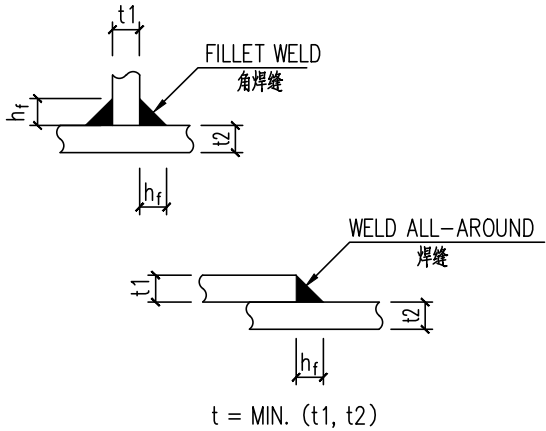 t1
FILLET WELD
角焊缝
hf
t2
hf
WELD ALL-AROUND
焊缝
t1
t2
hf
t = MIN. (t1, t2)